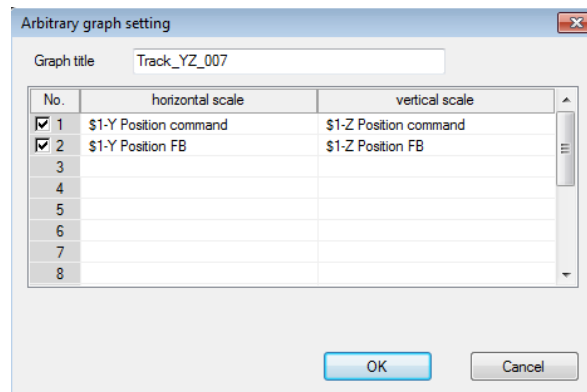 Arbitrary graph setting
Graph title Track_YZ_007
No. horizontal scale vertical scale
1 $1-Y Position command $1-Z Position command
2 $1-Y Position FB $1-Z Position FB
3
4
5
6
7
8
OK Cancel